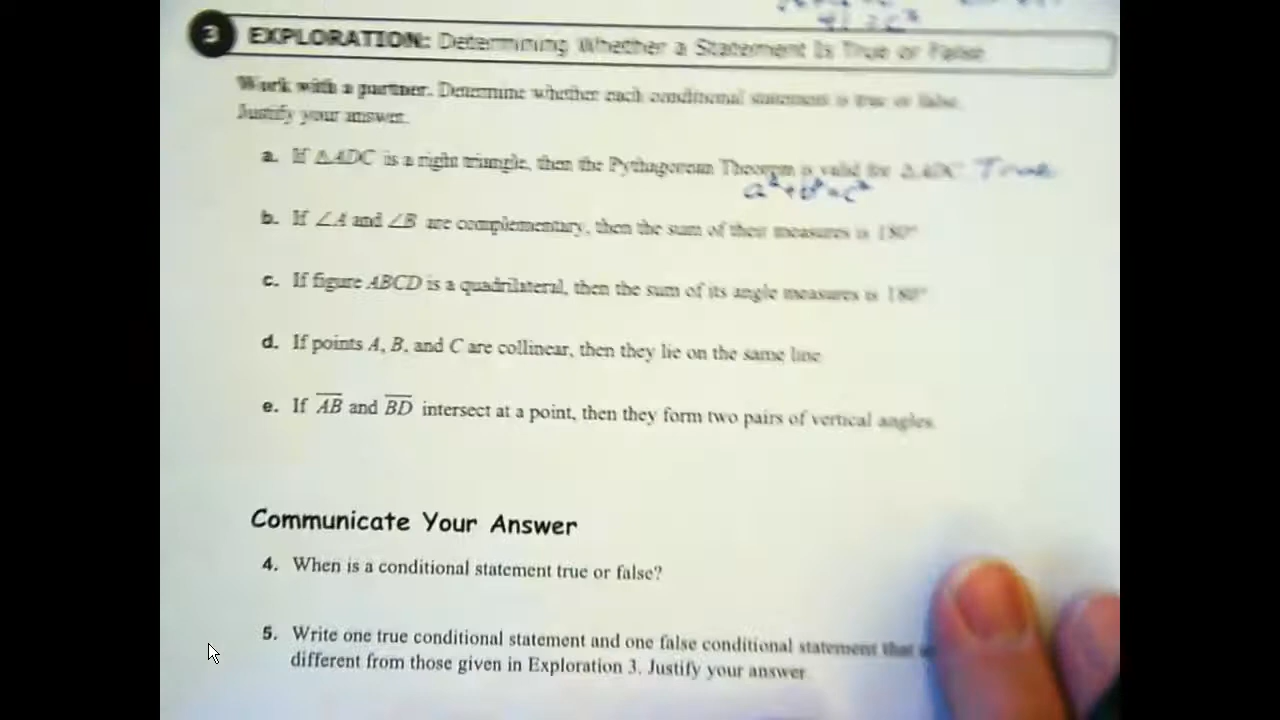 3 EXPLORATION: Determining Whether a Statement Is True or False
Work with a partner. Determine whether each conditional statement is true or false.
Justify your answer.
a. If △ADC is a right triangle, then the Pythagorean Theorem is valid for △ADC. True
a²+b²=c²
b. If ∠A and ∠B are complementary, then the sum of their measures is 180°.
c. If figure ABCD is a quadrilateral, then the sum of its angle measures is 180°.
d. If points A, B, and C are collinear, then they lie on the same line.
e. If AB and BD intersect at a point, then they form two pairs of vertical angles.
Communicate Your Answer
4. When is a conditional statement true or false?
5. Write one true conditional statement and one false conditional statement that
different from those given in Exploration 3. Justify your answer.